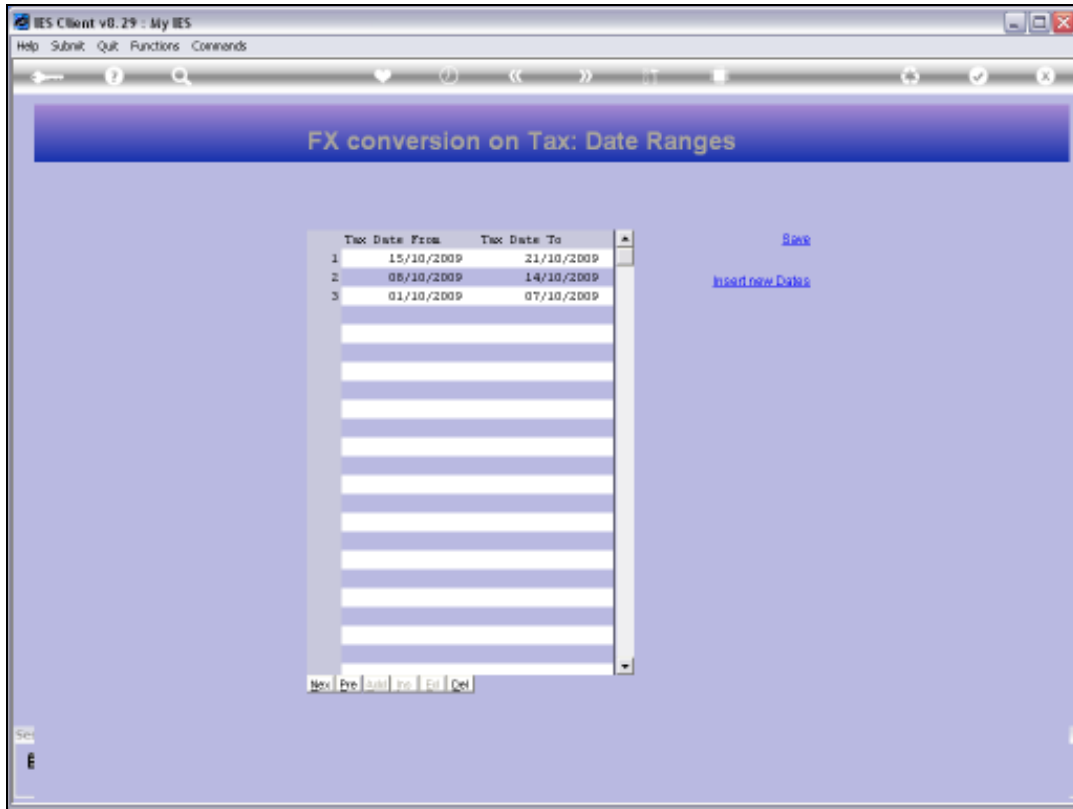 IES Client v8.29 : My IES
Help Submit Quit Functions Commands
FX conversion on Tax: Date Ranges
Tax Date From Tax Date To
1 15/10/2009 21/10/2009
2 08/10/2009 14/10/2009
3 01/10/2009 07/10/2009
Save
Insert new Dates
Nex Pre Add Ins Ed Del